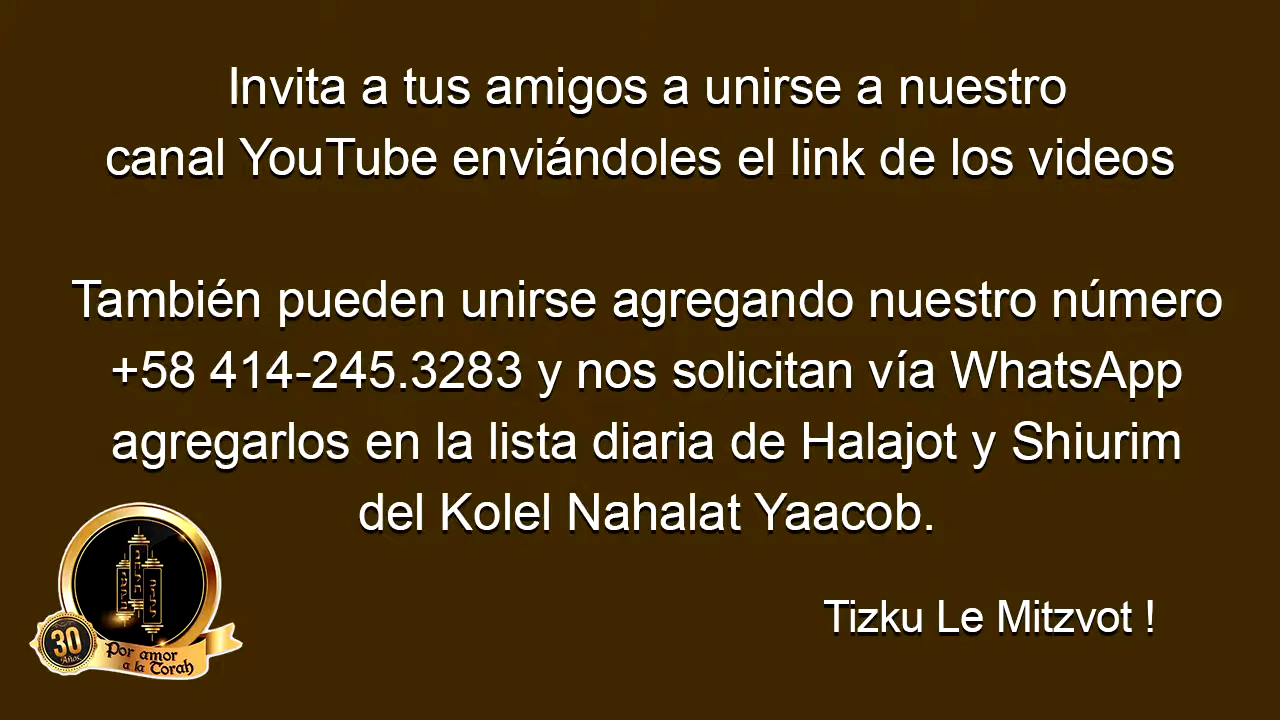 Invita a tus amigos a unirse a nuestro
canal YouTube enviándoles el link de los videos
También pueden unirse agregando nuestro número
+58 414-245.3283 y nos solicitan vía WhatsApp
agregarlos en la lista diaria de Halajot y Shiurim
del Kolel Nahalat Yaacob.
Tizku Le Mitzvot !
30
Años
Por amor
a la Torah